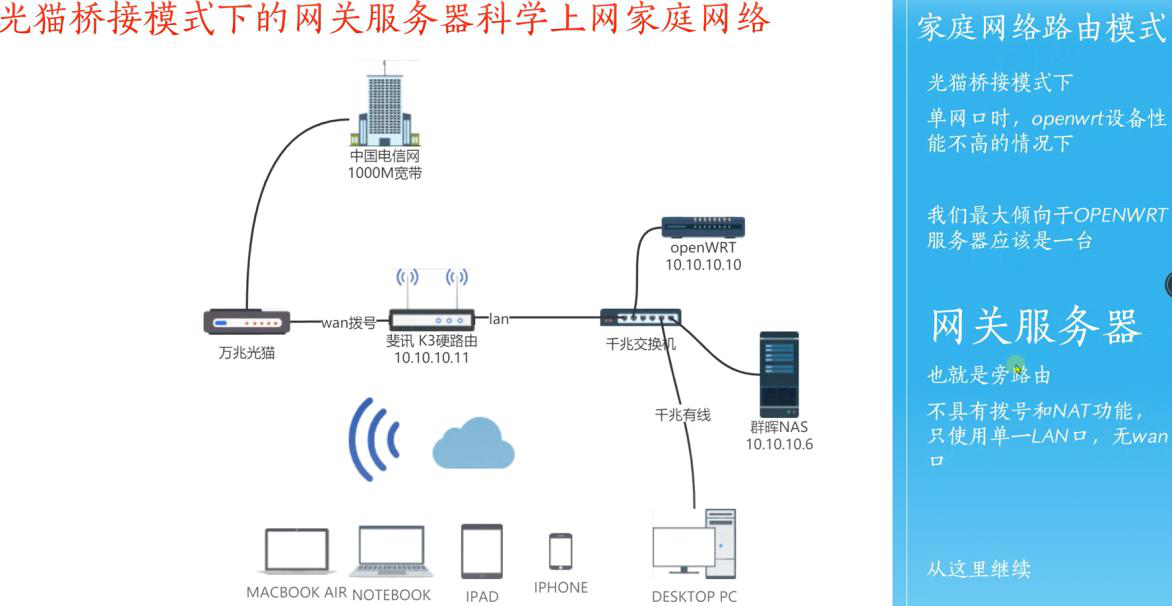 光猫桥接模式下的网关服务器科学上网家庭网络
中国电信网
1000M宽带
openWRT
10.10.10.10
wan拨号
lan
万兆光猫
斐讯 K3硬路由
10.10.10.11
千兆交换机
千兆有线
群晖NAS
10.10.10.6
MACBOOK AIR
NOTEBOOK
IPAD
IPHONE
DESKTOP PC
家庭网络路由模式
光猫桥接模式下
单网口时，openwrt设备性
能不高的情况下
我们最大倾向于OPENWRT
服务器应该是一台
网关服务器
也就是旁路由
不具有拨号和NAT功能，
只使用单一LAN口，无wan
口
从这里继续